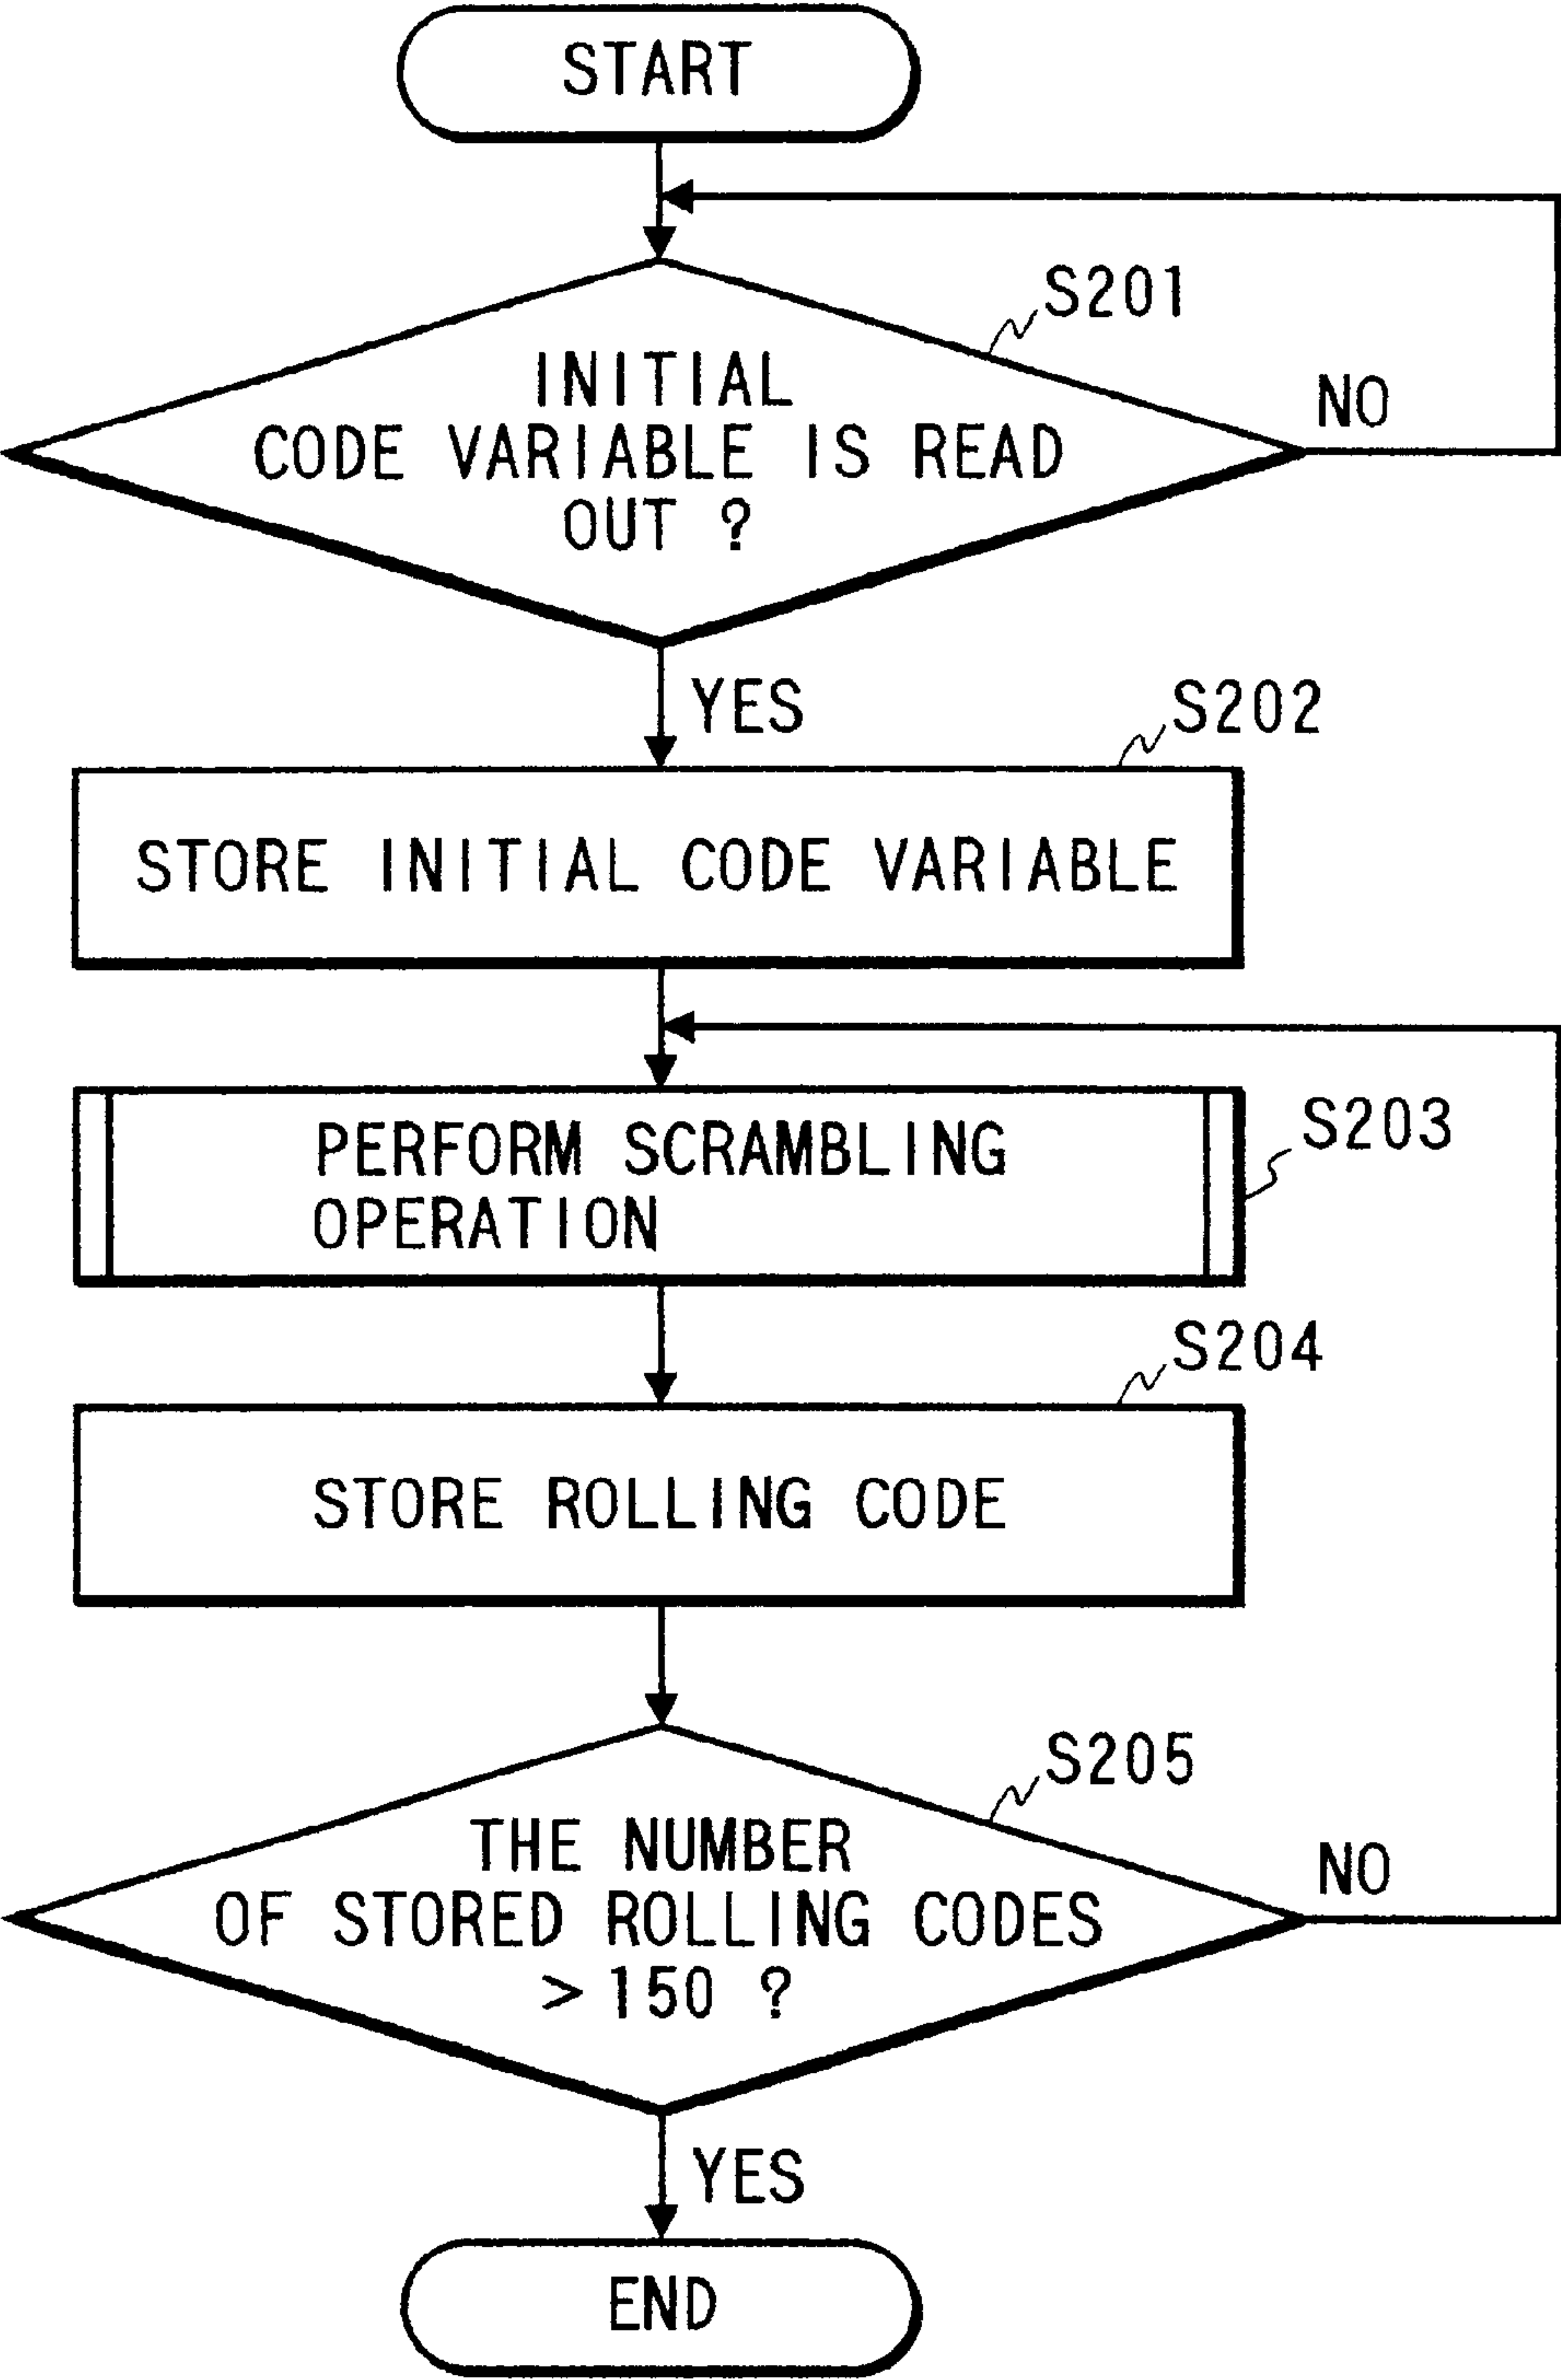 START
S201
INITIAL
CODE VARIABLE IS READ
OUT ?
NO
YES
S202
STORE INITIAL CODE VARIABLE
PERFORM SCRAMBLING
OPERATION
S203
S204
STORE ROLLING CODE
S205
THE NUMBER
OF STORED ROLLING CODES
> 150 ?
NO
YES
END